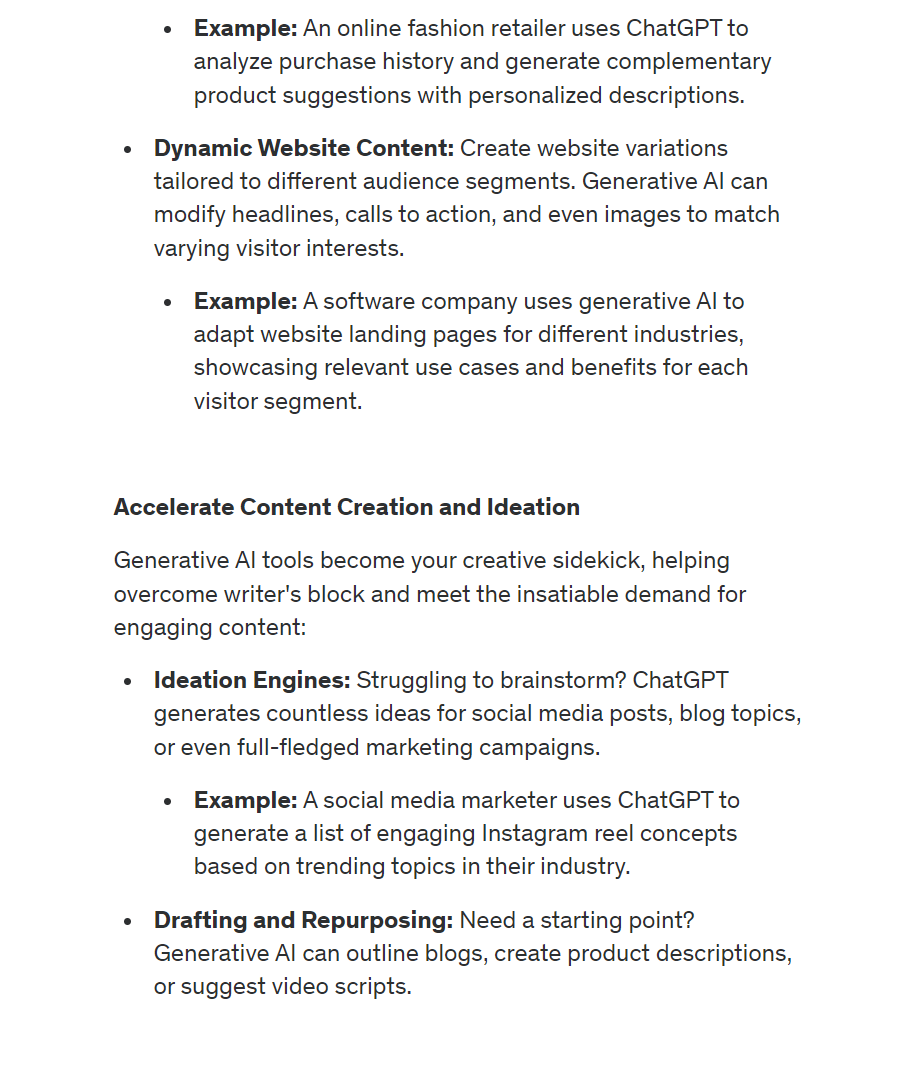 • Example: An online fashion retailer uses ChatGPT to
analyze purchase history and generate complementary
product suggestions with personalized descriptions.
• Dynamic Website Content: Create website variations
tailored to different audience segments. Generative AI can
modify headlines, calls to action, and even images to match
varying visitor interests.
• Example: A software company uses generative AI to
adapt website landing pages for different industries,
showcasing relevant use cases and benefits for each
visitor segment.
Accelerate Content Creation and Ideation
Generative AI tools become your creative sidekick, helping
overcome writer's block and meet the insatiable demand for
engaging content:
• Ideation Engines: Struggling to brainstorm? ChatGPT
generates countless ideas for social media posts, blog topics,
or even full-fledged marketing campaigns.
• Example: A social media marketer uses ChatGPT to
generate a list of engaging Instagram reel concepts
based on trending topics in their industry.
• Drafting and Repurposing: Need a starting point?
Generative AI can outline blogs, create product descriptions,
or suggest video scripts.